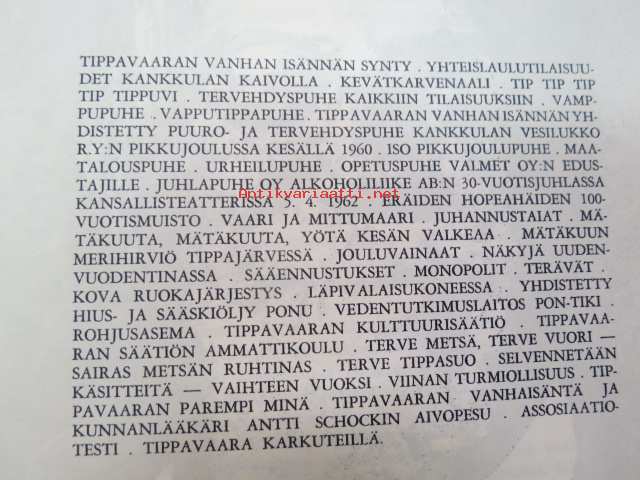 TIPPAVAARAN VANHAN ISÄNNÄN SYNTY . YHTEISLAULUTILAISUU-
DET KANKKULAN KAIVOLLA . KEVÄTKARVENAALI . TIP TIP TIP
TIP TIPPUVI . TERVEHDYSPUHE KAIKKIIN TILAISUUKSIIN . VAMP-
PUPUHE . VAPPUTIPPAPUHE . TIPPAVAARAN VANHAN ISÄNNÄN YH-
DISTETTY PUURO- JA TERVEHDYSPUHE KANKKULAN VESILUKKO
R.Y:N PIKKUJOULUSSA KESÄLLÄ 1960 . ISO PIKKUJOULUPUHE . MAA-
TALOUSPUHE . URHEILUPUHE . OPETUSPUHE VALMET OY:N EDUS-
TAJILLE . JUHLAPUHE OY ALKOHOLILIIKE AB:N 30-VUOTISJUHLASSA
Antikvariaatti.net
KANSALLISTEATTERISSA 5. 4. 1962 . ERÄIDEN HOPEAHÄIDEN 100-
VUOTISMUISTO . VAARI JA MITTUMAARI . JUHANNUSTAIAT . MÄ-
TÄKUUTA, MÄTÄKUUTA, YÖTÄ KESÄN VALKEAA . MÄTÄKUUN
MERIHIRVIÖ TIPPAJÄRVESSÄ . JOULUVAINAAT . NÄKYJÄ UUDEN-
VUODENTINASSA . SÄÄENNUSTUKSET . MONOPOLIT . TERÄVÄT .
KOVA RUOKAJÄRJESTYS . LÄPIVALAISUKONEESSA . YHDISTETTY
HIUS- JA SÄÄSKIÖLJY PONU . VEDENTUTKIMUSLAITOS PON-TIKI .
ROHJUSASEMA . TIPPAVAARAN KULTTUURISÄÄTIÖ . TIPPAVAA-
RAN SÄÄTIÖN AMMATTIKOULU . TERVE METSÄ, TERVE VUORI —
SAIRAS METSÄN RUHTINAS . TERVE TIPPASUO . SELVENNETÄÄN
KÄSITTEITÄ — VAIHTEEN VUOKSI . VIINAN TURMIOLLISUUS . TIP-
PAVAARAN PAREMPI MINÄ . TIPPAVAARAN VANHAISÄNTÄ JA
KUNNANLÄÄKÄRI ANTTI SCHOCKIN AIVOPESU . ASSOSIAATIO-
TESTI . TIPPAVAARA KARKUTEILLÄ.